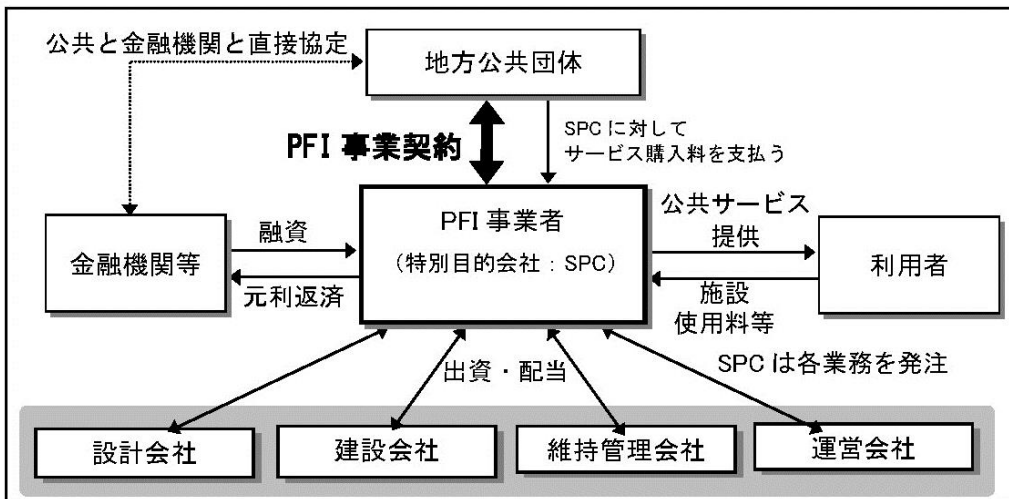 公共と金融機関と直接協定
地方公共団体
PFI 事業契約
SPC に対して
サービス購入料を支払う
PFI 事業者
（特別目的会社：SPC）
公共サービス
提供
金融機関等
融資
元利返済
利用者
施設
使用料等
出資・配当
SPC は各業務を発注
設計会社
建設会社
維持管理会社
運営会社